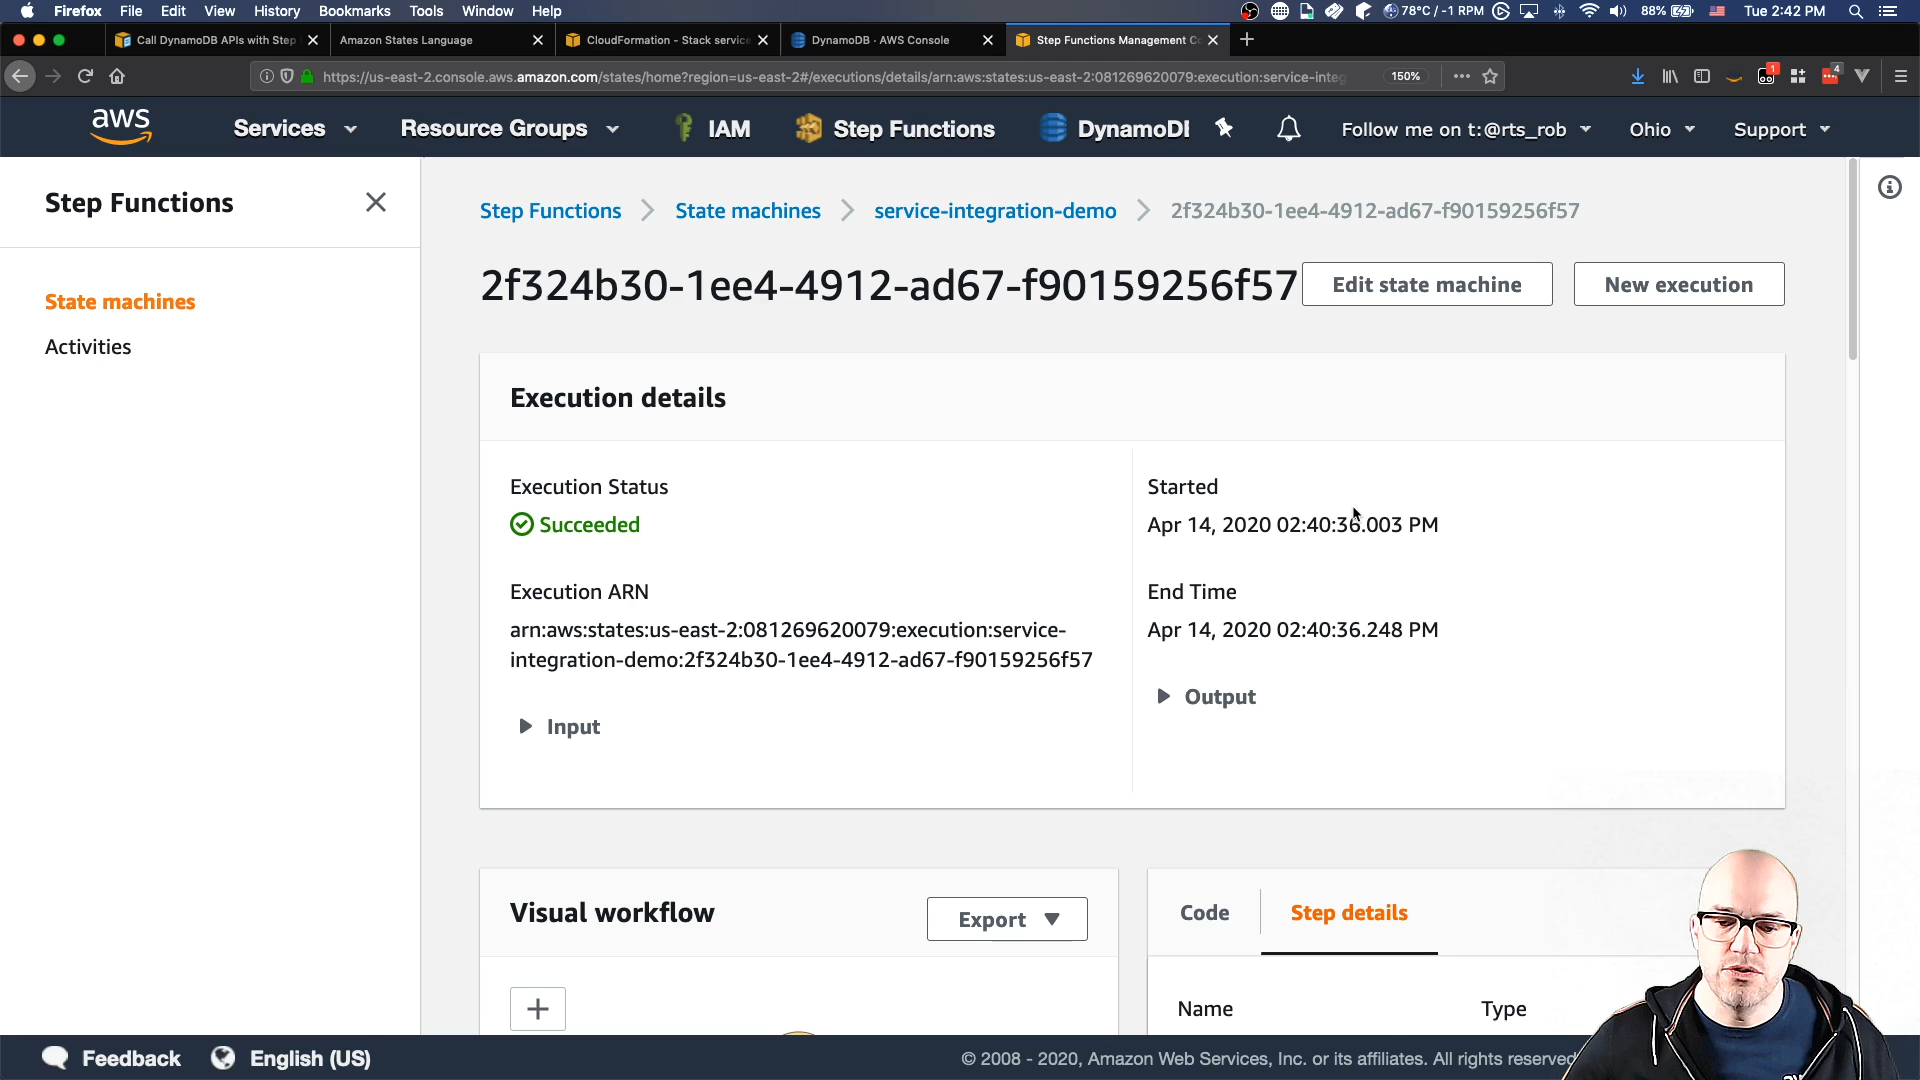 Firefox File Edit View History Bookmarks Tools Window Help 78°C / -1 RPM 88% Tue 2:42 PM
Call DynamoDB APIs with Step Amazon States Language CloudFormation - Stack service DynamoDB · AWS Console Step Functions Management Co
https://us-east-2.console.aws.amazon.com/states/home?region=us-east-2#/executions/details/arn:aws:states:us-east-2:081269620079:execution:service-integ 150% 1 4
aws Services Resource Groups IAM Step Functions DynamoDB Follow me on t:@rts_rob Ohio Support
Step Functions
State machines
Activities
Step Functions State machines service-integration-demo 2f324b30-1ee4-4912-ad67-f90159256f57
2f324b30-1ee4-4912-ad67-f90159256f57 Edit state machine New execution
Execution details
Execution Status
Succeeded
Execution ARN
arn:aws:states:us-east-2:081269620079:execution:service-
integration-demo:2f324b30-1ee4-4912-ad67-f90159256f57
Input
Started
Apr 14, 2020 02:40:36.003 PM
End Time
Apr 14, 2020 02:40:36.248 PM
Output
Visual workflow Export
Code Step details
Name Type
Feedback English (US) © 2008 - 2020, Amazon Web Services, Inc. or its affiliates. All rights reserved